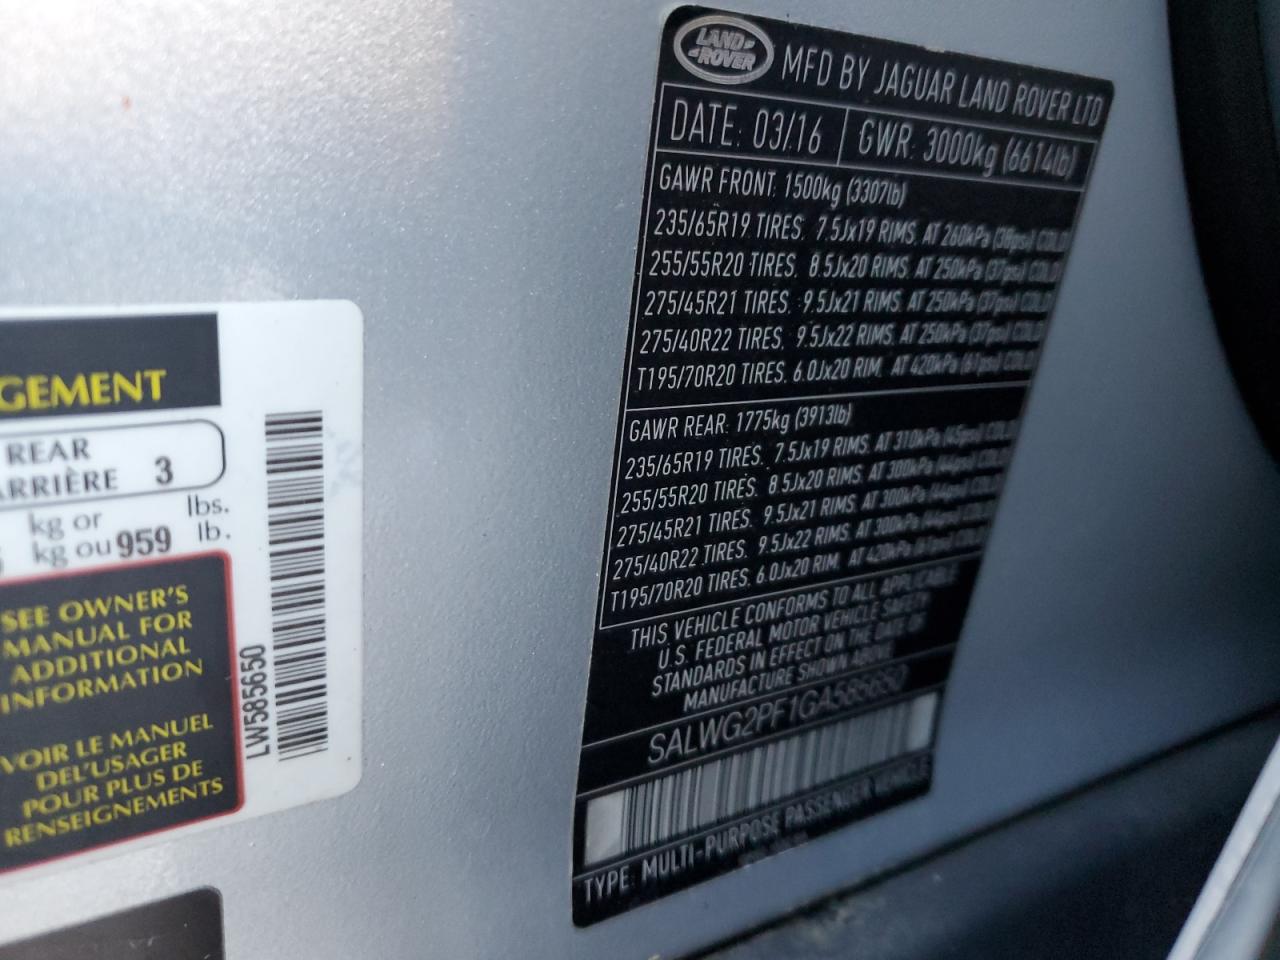 GEMENT
REAR
ARRIÈRE 3
kg or lbs.
kg ou 959 lb.
SEE OWNER'S
MANUAL FOR
ADDITIONAL
INFORMATION
VOIR LE MANUEL
DEL'USAGER
POUR PLUS DE
RENSEIGNEMENTS
LW585650
LAND
ROVER
MFD BY JAGUAR LAND ROVER LTD
DATE: 03/16 GWR: 3000kg (6614lb)
GAWR FRONT: 1500kg (3307lb)
235/65R19 TIRES, 7.5Jx19 RIMS, AT 260kPa (38psi) COLD
255/55R20 TIRES, 8.5Jx20 RIMS, AT 250kPa (37psi) COLD
275/45R21 TIRES, 9.5Jx21 RIMS, AT 250kPa (37psi) COLD
275/40R22 TIRES, 9.5Jx22 RIMS, AT 250kPa (37psi) COLD
T195/70R20 TIRES, 6.0Jx20 RIM, AT 420kPa (61psi) COLD
GAWR REAR: 1775kg (3913lb)
235/65R19 TIRES, 7.5Jx19 RIMS, AT 310kPa (45psi) COLD
255/55R20 TIRES, 8.5Jx20 RIMS, AT 300kPa (44psi) COLD
275/45R21 TIRES, 9.5Jx21 RIMS, AT 300kPa (44psi) COLD
275/40R22 TIRES, 9.5Jx22 RIMS, AT 300kPa (44psi) COLD
T195/70R20 TIRES, 6.0Jx20 RIM, AT 420kPa (61psi) COLD
THIS VEHICLE CONFORMS TO ALL APPLICABLE
U.S. FEDERAL MOTOR VEHICLE SAFETY
STANDARDS IN EFFECT ON THE DATE OF
MANUFACTURE SHOWN ABOVE
SALWG2PF1GA585650
TYPE: MULTI-PURPOSE PASSENGER VEHICLE